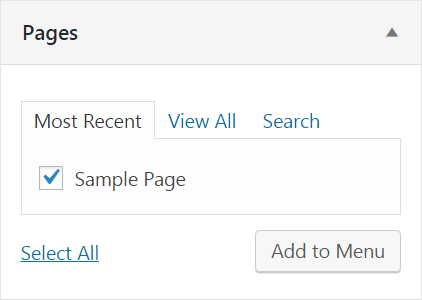 Pages
Most Recent View All Search
Sample Page
Select All Add to Menu